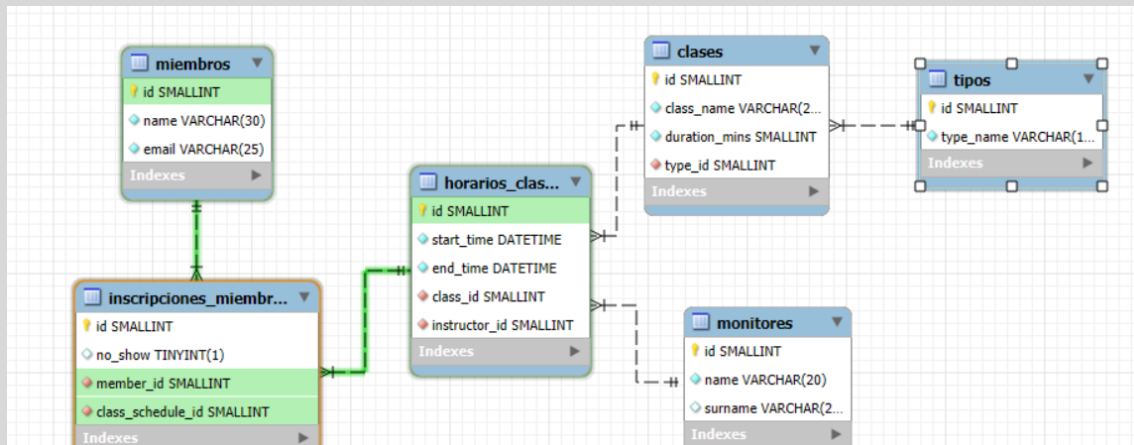 miembros
id SMALLINT
name VARCHAR(30)
email VARCHAR(25)
Indexes
inscripciones_miembr...
id SMALLINT
no_show TINYINT(1)
member_id SMALLINT
class_schedule_id SMALLINT
Indexes
horarios_clas...
id SMALLINT
start_time DATETIME
end_time DATETIME
class_id SMALLINT
instructor_id SMALLINT
Indexes
clases
id SMALLINT
class_name VARCHAR(2...
duration_mins SMALLINT
type_id SMALLINT
Indexes
tipos
id SMALLINT
type_name VARCHAR(1...
Indexes
monitores
id SMALLINT
name VARCHAR(20)
surname VARCHAR(2...
Indexes